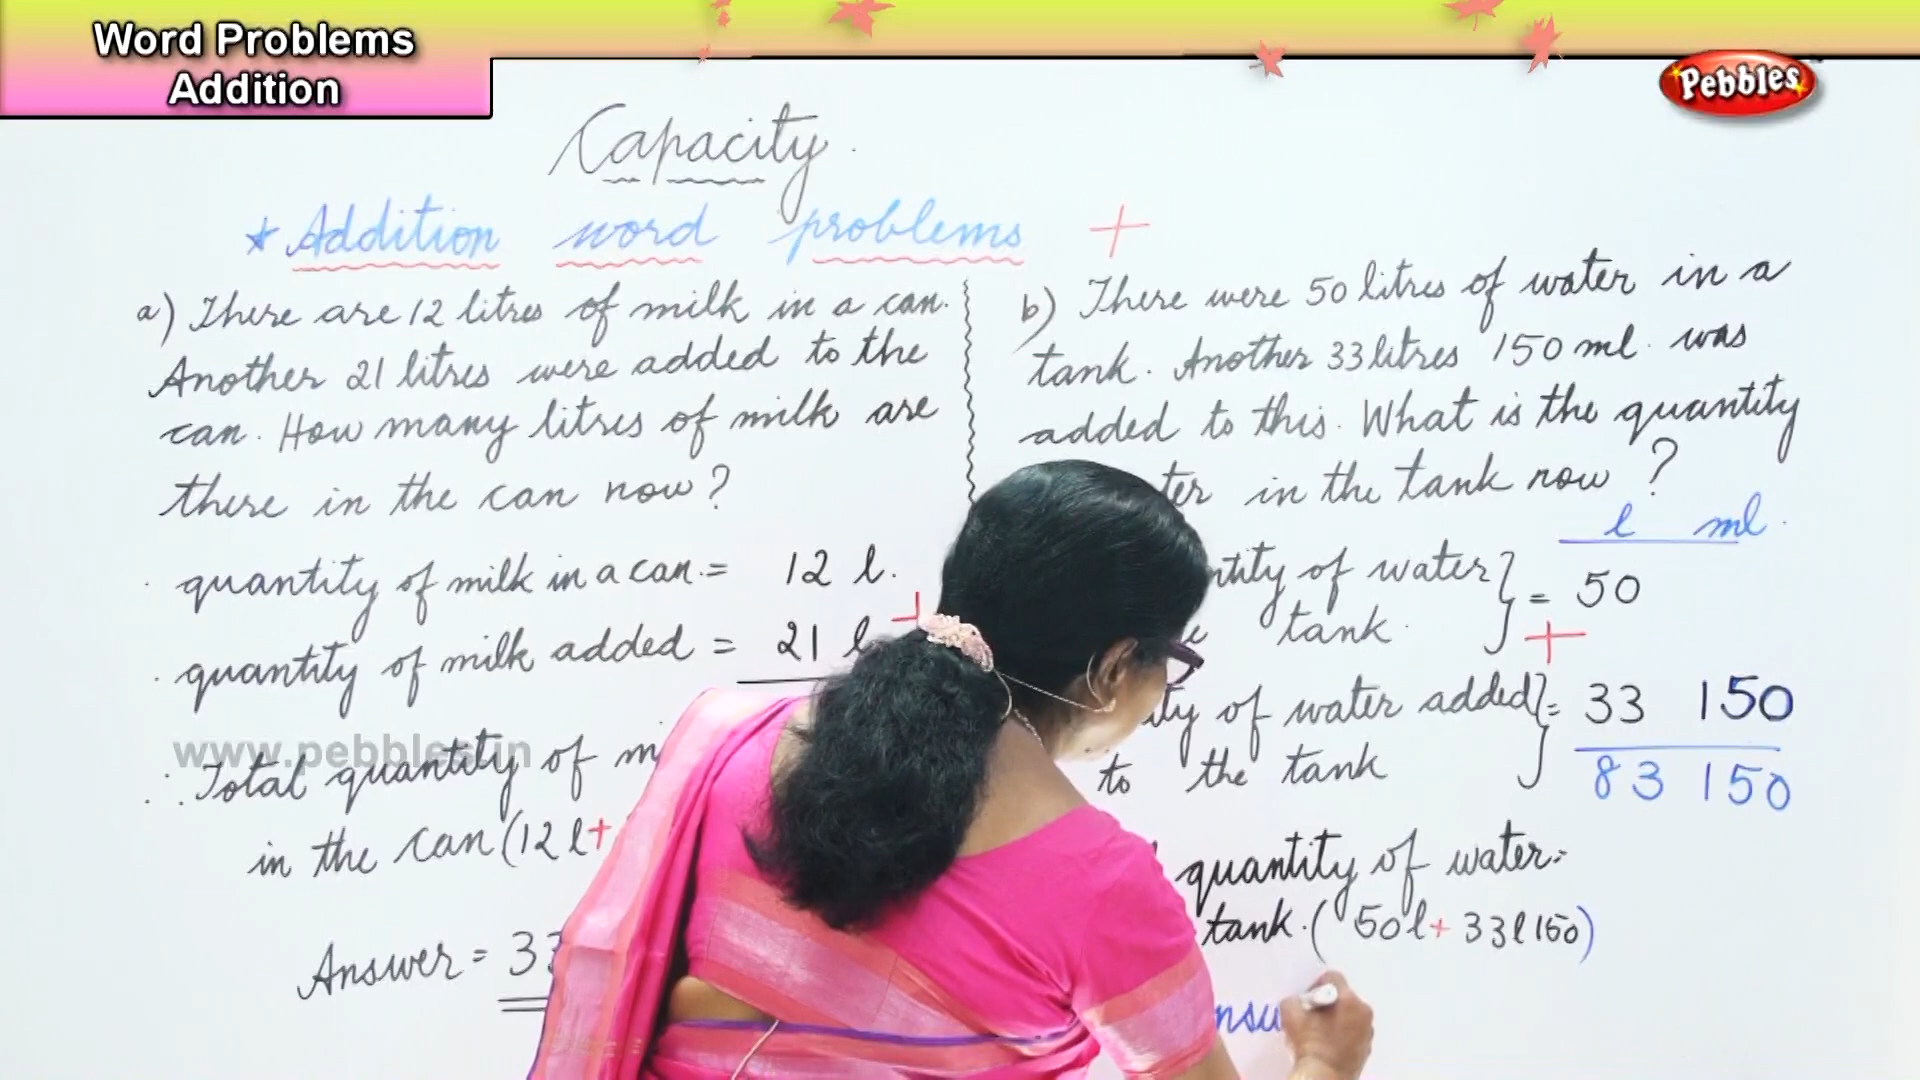 Word Problems
Addition
Pebbles
Capacity.
* Addition word problems +
a) There are 12 litres of milk in a can.
Another 21 litres were added to the
can. How many litres of milk are
there in the can now?
quantity of milk in a can. = 12 l.
quantity of milk added = 21 l +
www.pebbles.in
∴ Total quantity of
in the can (12 l +
Answer =
b) There were 50 litres of water in a
tank. Another 33 litres 150 ml. was
added to this. What is the quantity
in the tank now ?
l ml.
of water } = 50
tank. +
of water added } = 33 150
to the tank
83 150
quantity of water =
tank. ( 50l + 33l 150)